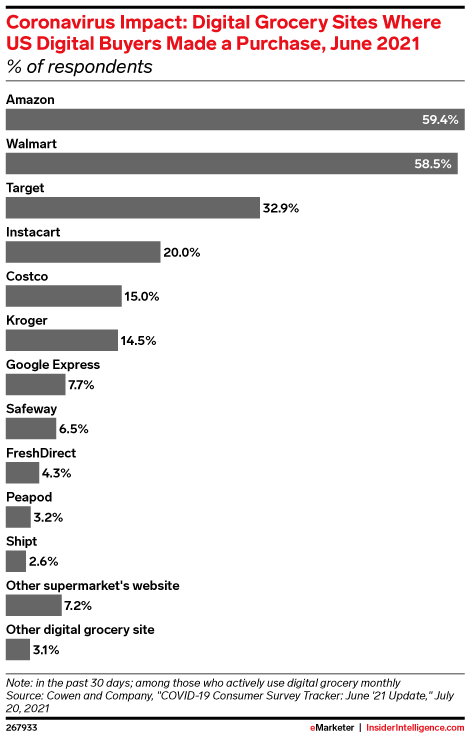 Coronavirus Impact: Digital Grocery Sites Where
US Digital Buyers Made a Purchase, June 2021
% of respondents
Amazon
59.4%
Walmart
58.5%
Target
32.9%
Instacart
20.0%
Costco
15.0%
Kroger
14.5%
Google Express
7.7%
Safeway
6.5%
FreshDirect
4.3%
Peapod
3.2%
Shipt
2.6%
Other supermarket's website
7.2%
Other digital grocery site
3.1%
Note: in the past 30 days; among those who actively use digital grocery monthly
Source: Cowen and Company, "COVID-19 Consumer Survey Tracker: June '21 Update," July
20, 2021
267933
eMarketer | InsiderIntelligence.com